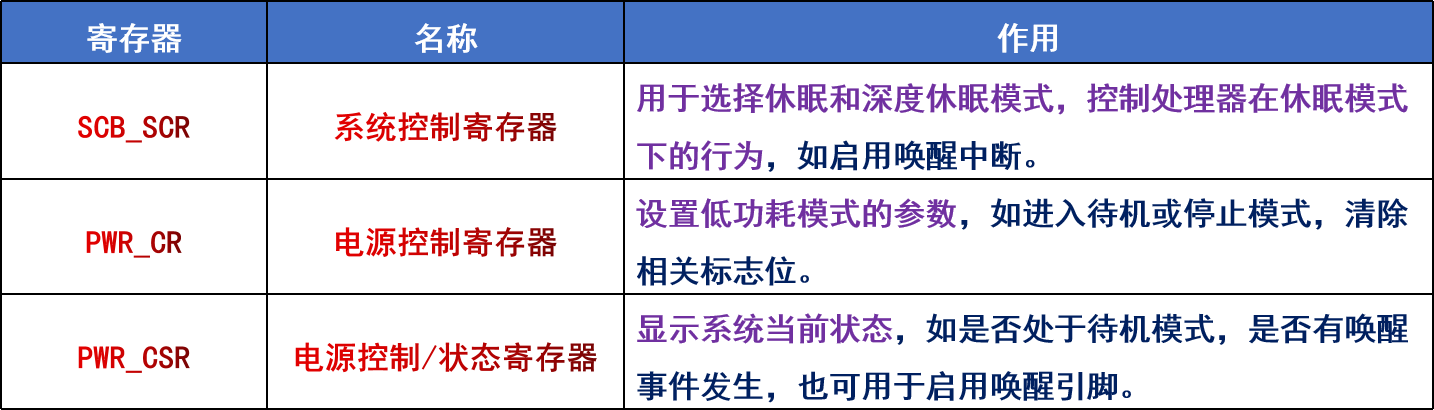 寄存器 名称 作用
SCB_SCR 系统控制寄存器 用于选择休眠和深度休眠模式，控制处理器在休眠模式
下的行为，如启用唤醒中断。
PWR_CR 电源控制寄存器 设置低功耗模式的参数，如进入待机或停止模式，清除
相关标志位。
PWR_CSR 电源控制/状态寄存器 显示系统当前状态，如是否处于待机模式，是否有唤醒
事件发生，也可用于启用唤醒引脚。